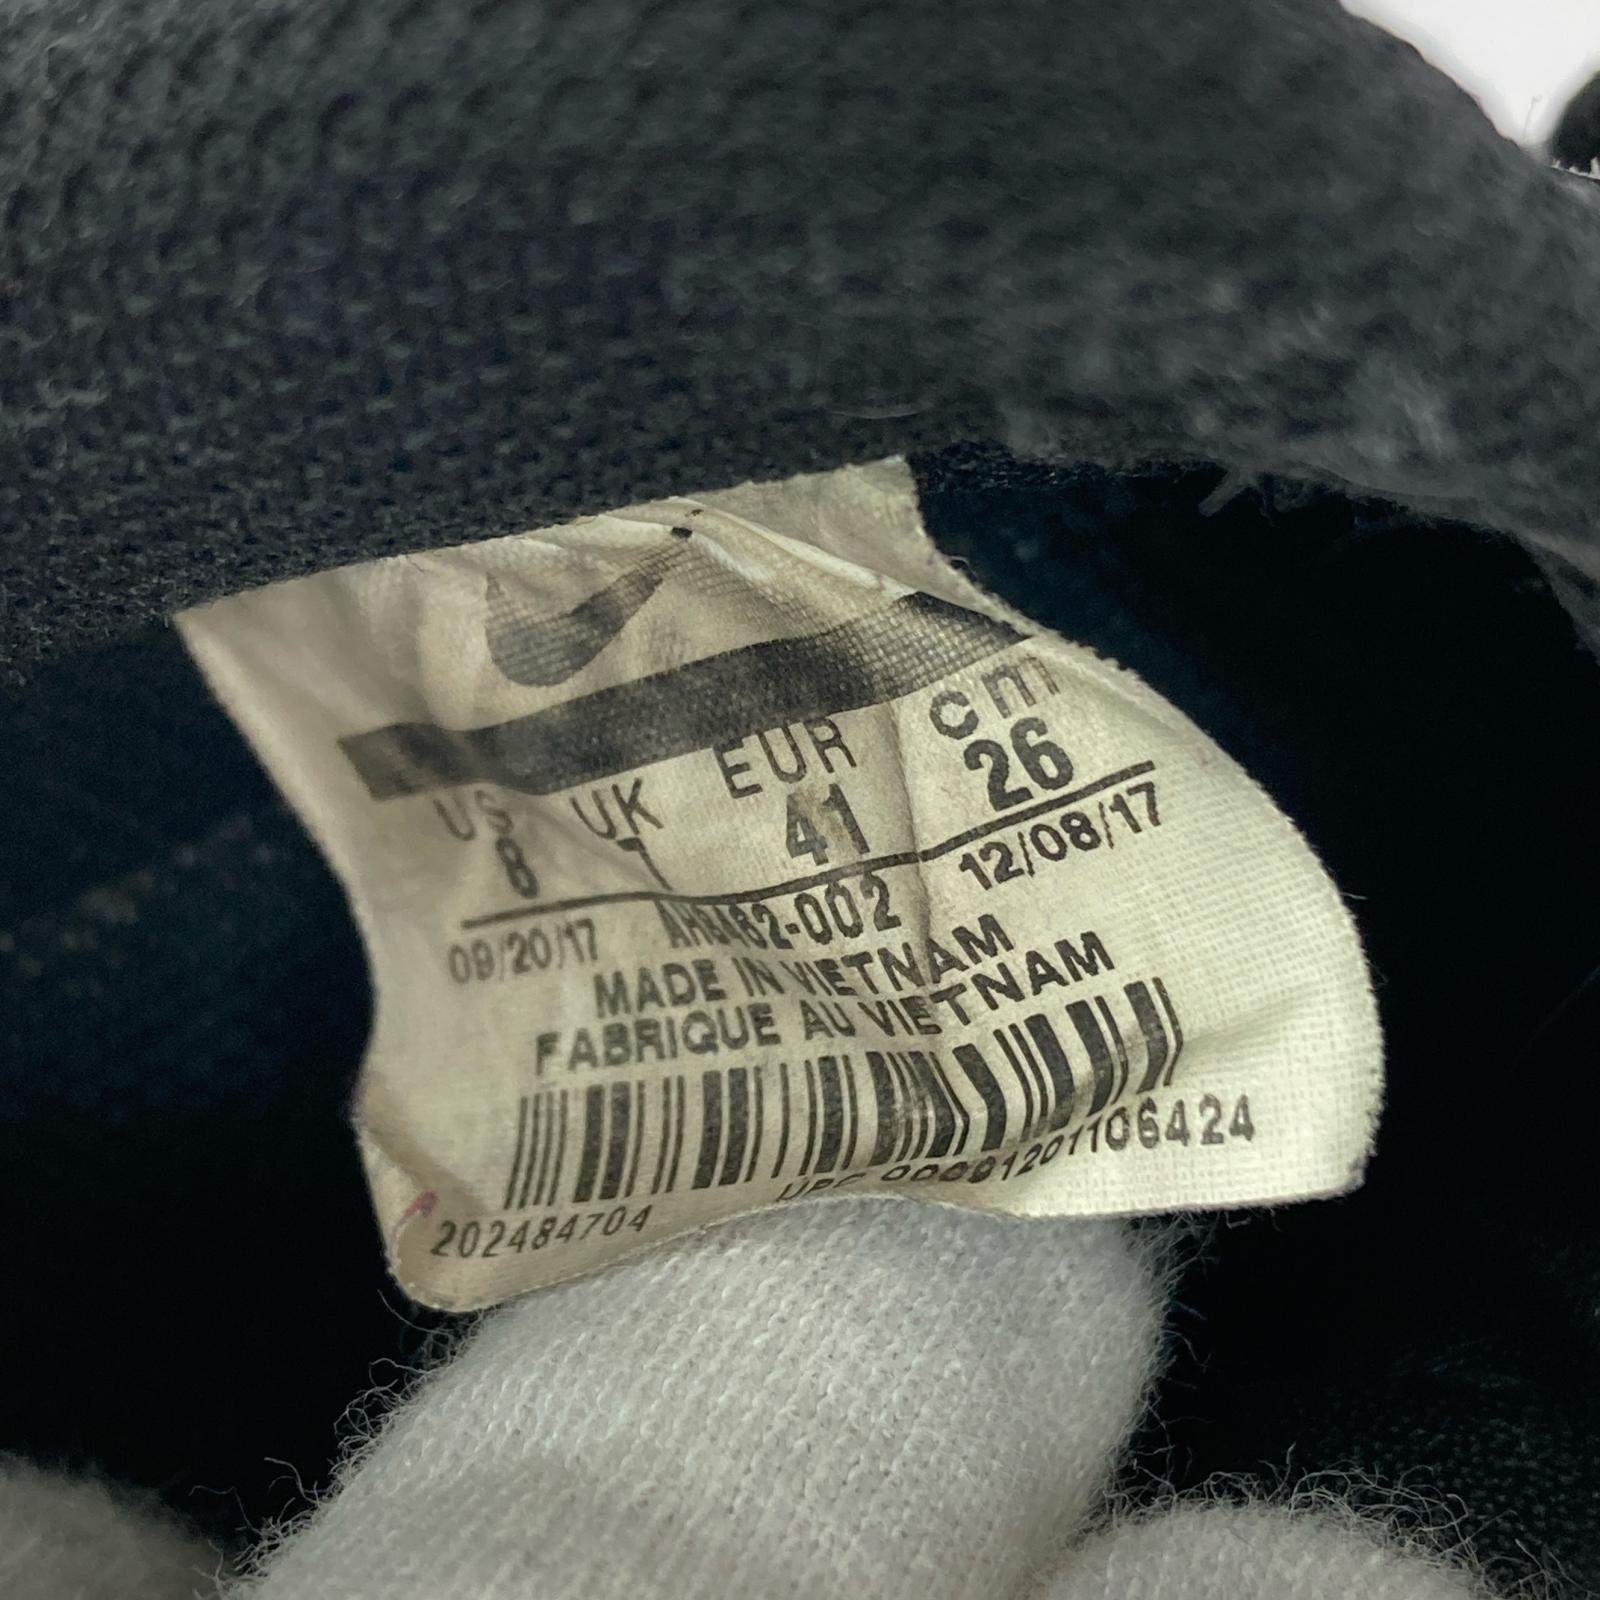 US UK EUR cm
8 7 41 26
09/20/17 AH8462-002 12/08/17
MADE IN VIETNAM
FABRIQUE AU VIETNAM
202484704 UPC 00091201106424